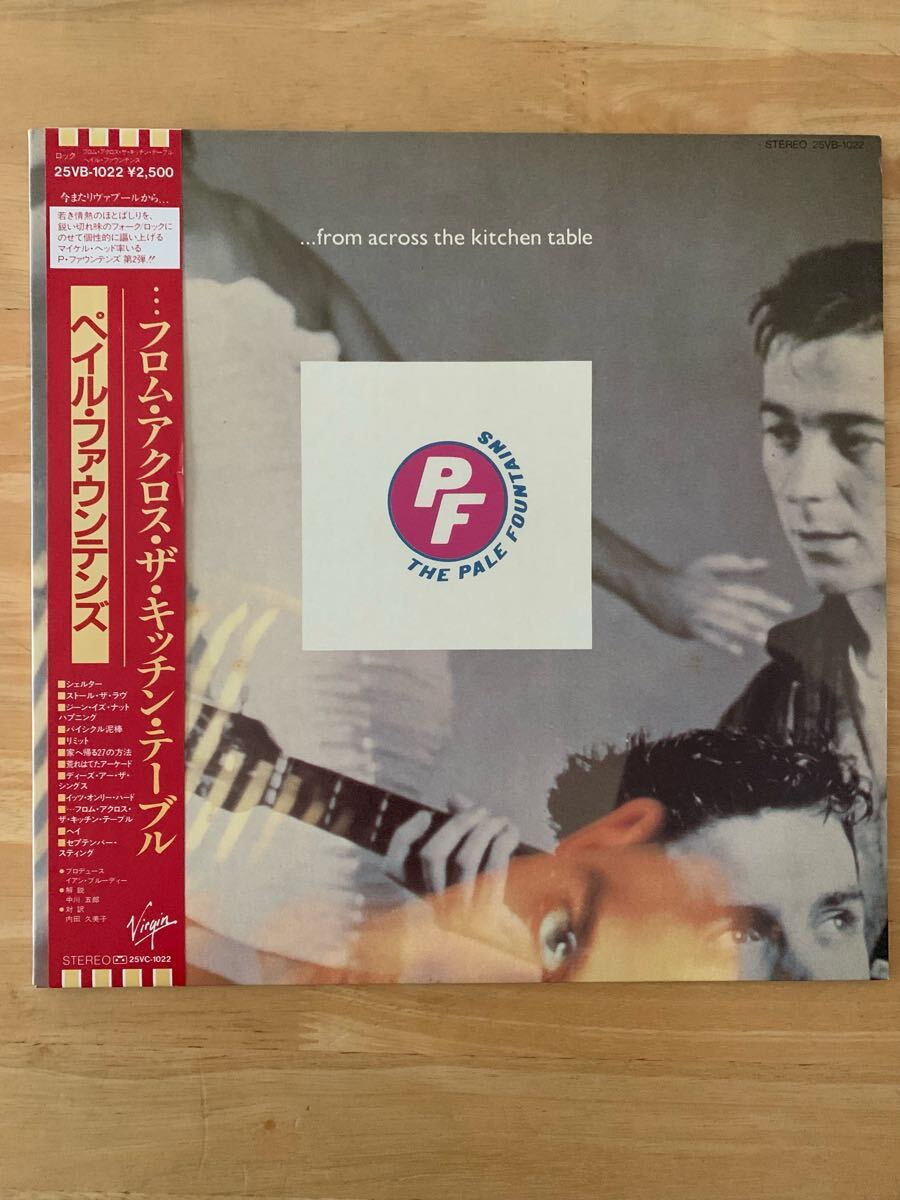 ロック
フロム・アクロス・ザ・キッチン・テーブル
ペイル・ファウンテンズ
25VB-1022 ¥2,500
今またリヴァプールから…
若き情熱のほとばしりを、
鋭い切れ味のフォーク/ロックに
のせて個性的に謳い上げる
マイケル・ヘッド率いる
P・ファウンテンズ 第2弾.!!
…フロム・アクロス・ザ・キッチン・テーブル
ペイル・ファウンテンズ
■シェルター
■ストール・ザ・ラヴ
■ジーン・イズ・ナット
ハプニング
■バイシクル泥棒
■リミット
■家へ帰る27の方法
■荒れはてたアーケード
■ディーズ・アー・ザ・
シングス
■イッツ・オンリー・ハード
■…フロム・アクロス・
ザ・キッチン・テーブル
■ヘイ
■セプテンバー・
スティング
●プロデュース
イアン・ブルーディー
●解説
中川 五郎
●対訳
内田 久美子
Virgin
STEREO 25VC-1022
STEREO 25VB-1022
...from across the kitchen table
PF
THE PALE FOUNTAINS